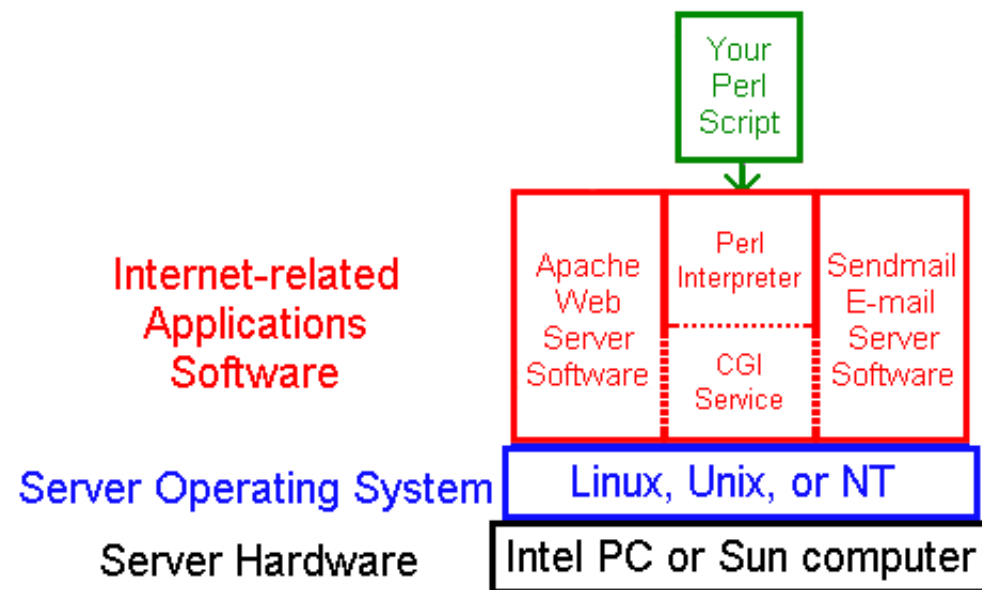 Your
Perl
Script
Internet-related
Applications
Software
Apache
Web
Server
Software
Perl
Interpreter
CGI
Service
Sendmail
E-mail
Server
Software
Server Operating System
Linux, Unix, or NT
Server Hardware
Intel PC or Sun computer